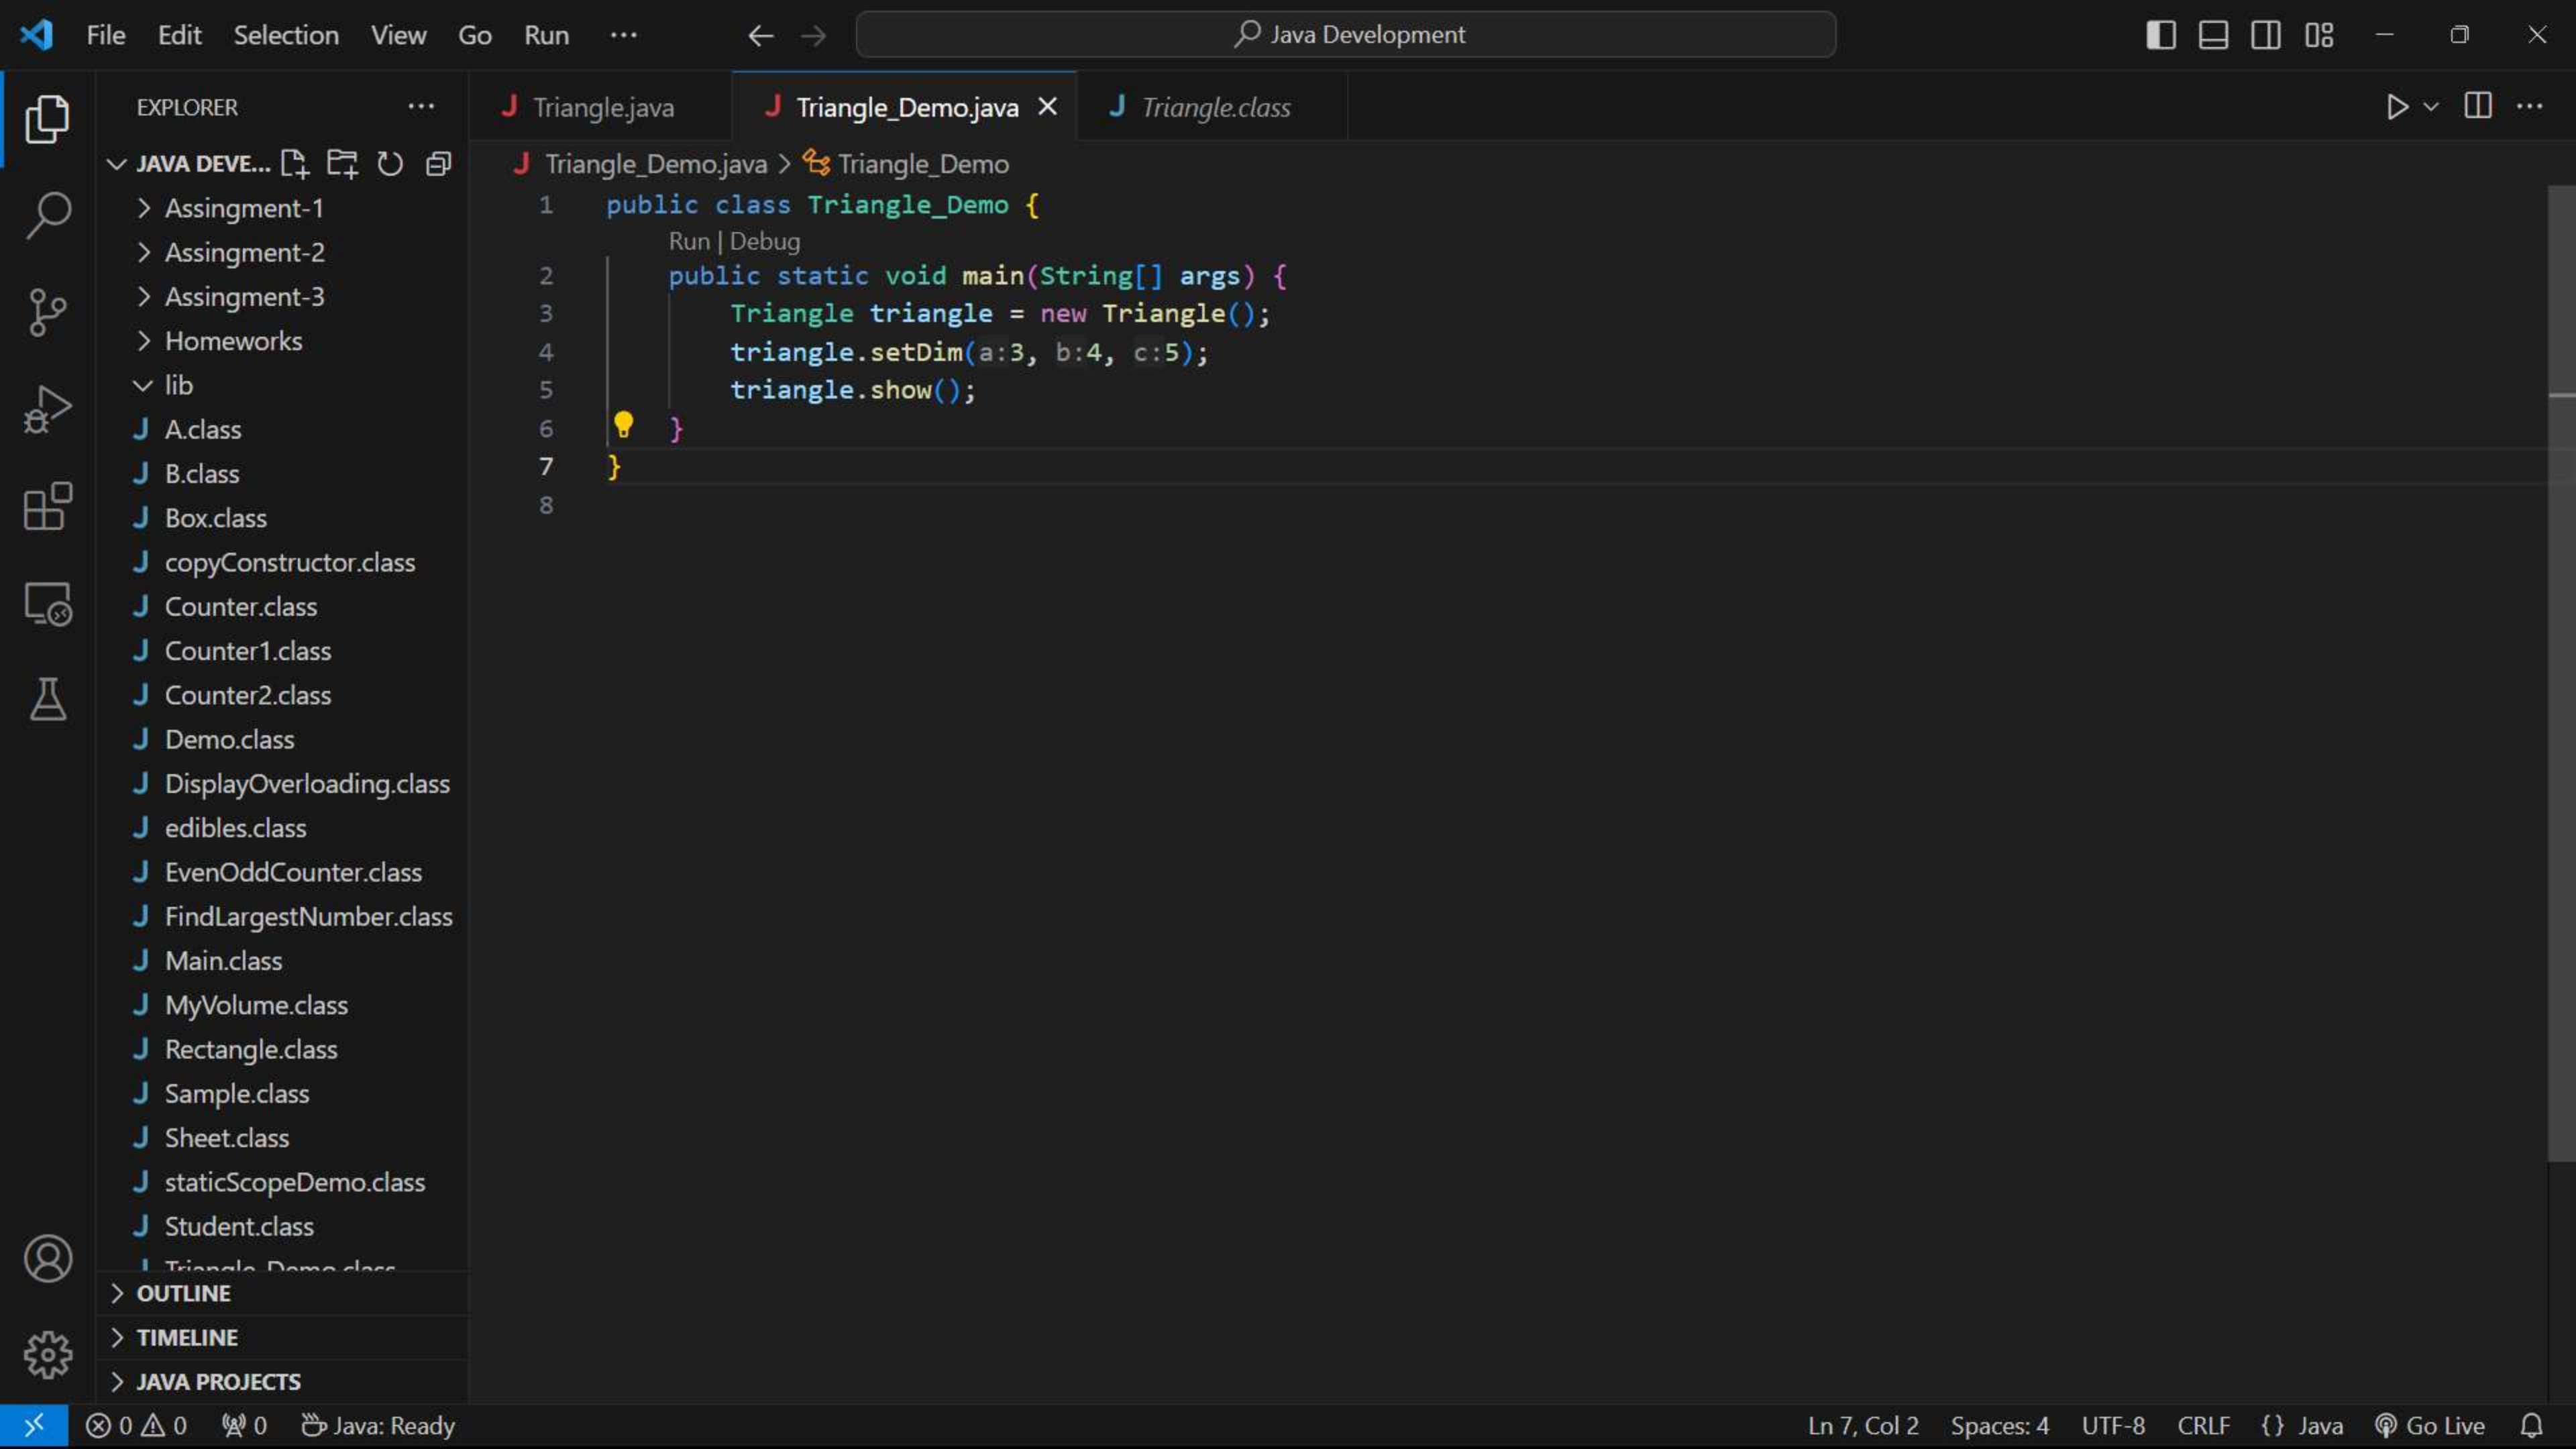 File Edit Selection View Go Run ···
Java Development
EXPLORER ···
JAVA DEVE...
Assingment-1
Assingment-2
Assingment-3
Homeworks
lib
A.class
B.class
Box.class
copyConstructor.class
Counter.class
Counter1.class
Counter2.class
Demo.class
DisplayOverloading.class
edibles.class
EvenOddCounter.class
FindLargestNumber.class
Main.class
MyVolume.class
Rectangle.class
Sample.class
Sheet.class
staticScopeDemo.class
Student.class
Triangle_Demo.class
OUTLINE
TIMELINE
JAVA PROJECTS
Triangle.java Triangle_Demo.java Triangle.class
Triangle_Demo.java > Triangle_Demo
1 public class Triangle_Demo {
Run | Debug
2 public static void main(String[] args) {
3 Triangle triangle = new Triangle();
4 triangle.setDim(a:3, b:4, c:5);
5 triangle.show();
6 }
7 }
8
0 0 0 Java: Ready
Ln 7, Col 2 Spaces: 4 UTF-8 CRLF {} Java Go Live